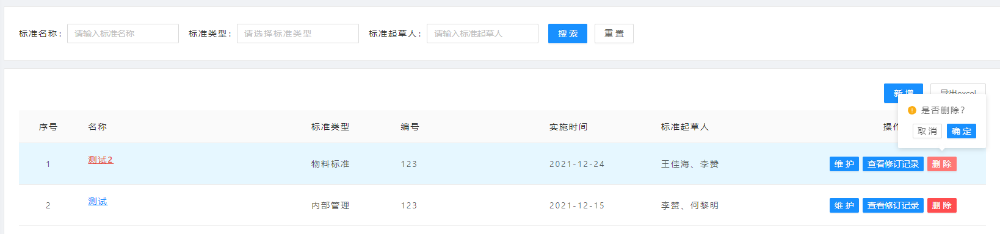 标准名称: 请输入标准名称 标准类型: 请选择标准类型 标准起草人: 请输入标准起草人 搜索 重置
新增 导出excel
是否删除?
取消 确定
序号 名称 标准类型 编号 实施时间 标准起草人 操作
1 测试2 物料标准 123 2021-12-24 王佳海、李赞 维护 查看修订记录 删除
2 测试 内部管理 123 2021-12-15 李赞、何黎明 维护 查看修订记录 删除